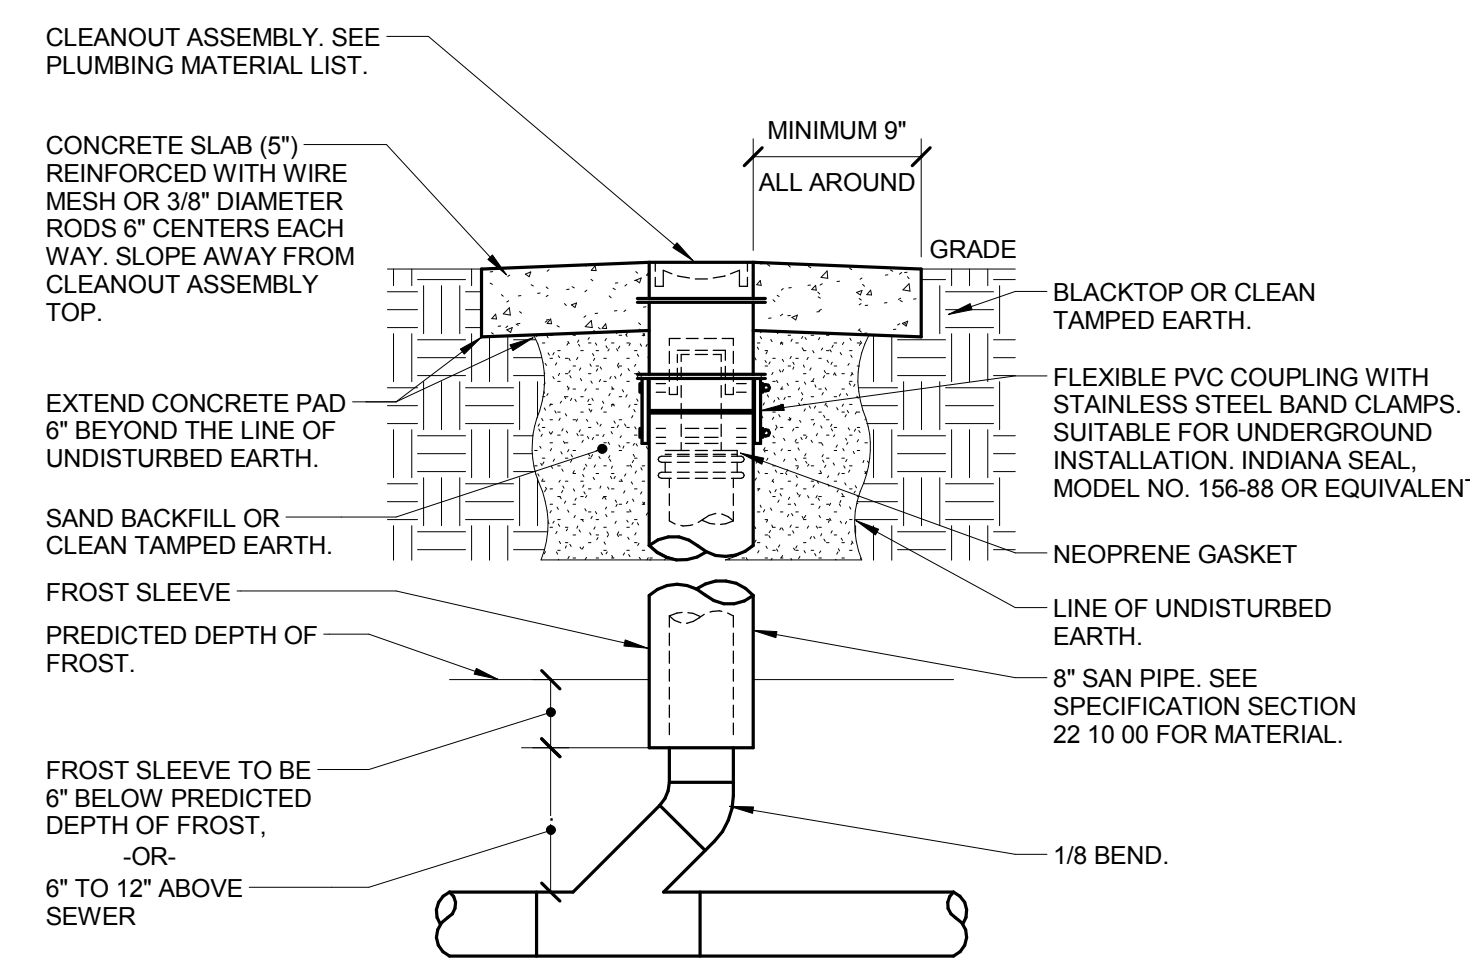 CLEANOUT ASSEMBLY. SEE
PLUMBING MATERIAL LIST.
CONCRETE SLAB (5")
REINFORCED WITH WIRE
MESH OR 3/8" DIAMETER
RODS 6" CENTERS EACH
WAY. SLOPE AWAY FROM
CLEANOUT ASSEMBLY
TOP.
EXTEND CONCRETE PAD
6" BEYOND THE LINE OF
UNDISTURBED EARTH.
SAND BACKFILL OR
CLEAN TAMPED EARTH.
FROST SLEEVE
PREDICTED DEPTH OF
FROST.
FROST SLEEVE TO BE
6" BELOW PREDICTED
DEPTH OF FROST,
-OR-
6" TO 12" ABOVE
SEWER
MINIMUM 9"
ALL AROUND
GRADE
BLACKTOP OR CLEAN
TAMPED EARTH.
FLEXIBLE PVC COUPLING WITH
STAINLESS STEEL BAND CLAMPS.
SUITABLE FOR UNDERGROUND
INSTALLATION. INDIANA SEAL,
MODEL NO. 156-88 OR EQUIVALENT
NEOPRENE GASKET
LINE OF UNDISTURBED
EARTH.
8" SAN PIPE. SEE
SPECIFICATION SECTION
22 10 00 FOR MATERIAL.
1/8 BEND.